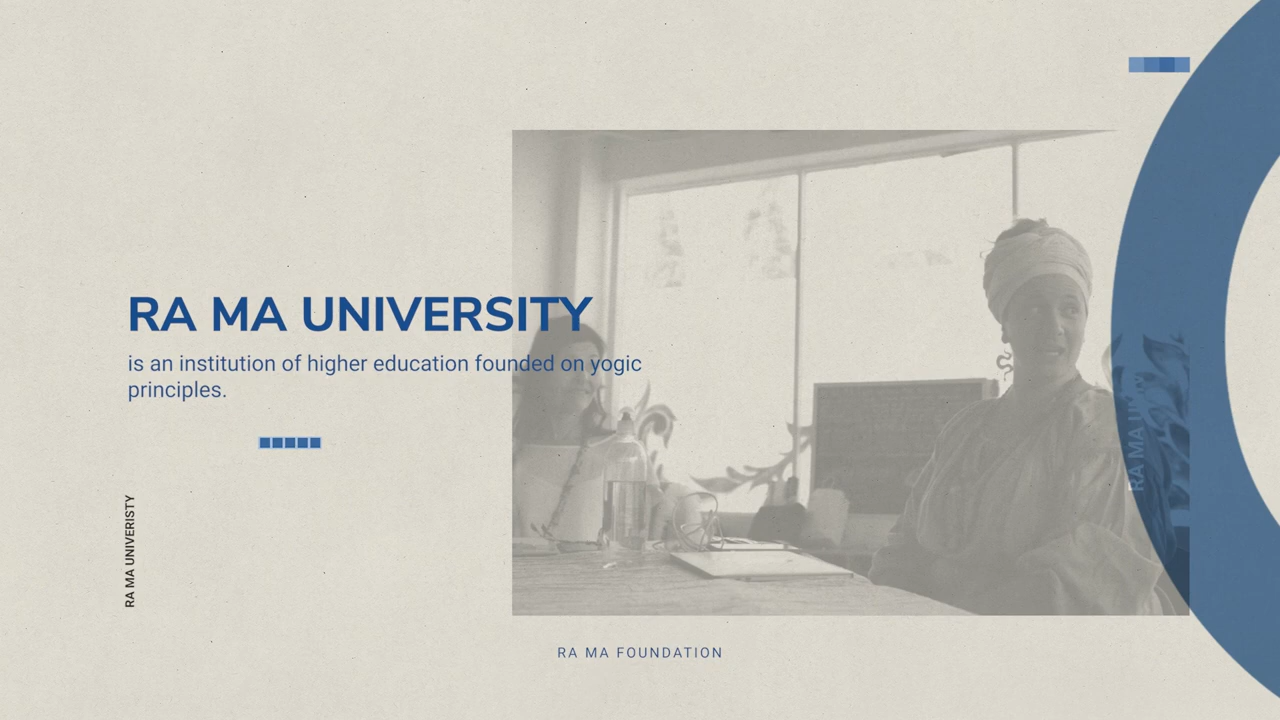 RA MA UNIVERSITY
is an institution of higher education founded on yogic
principles.
RA MA UNIVERISTY
RA MA FOUNDATION